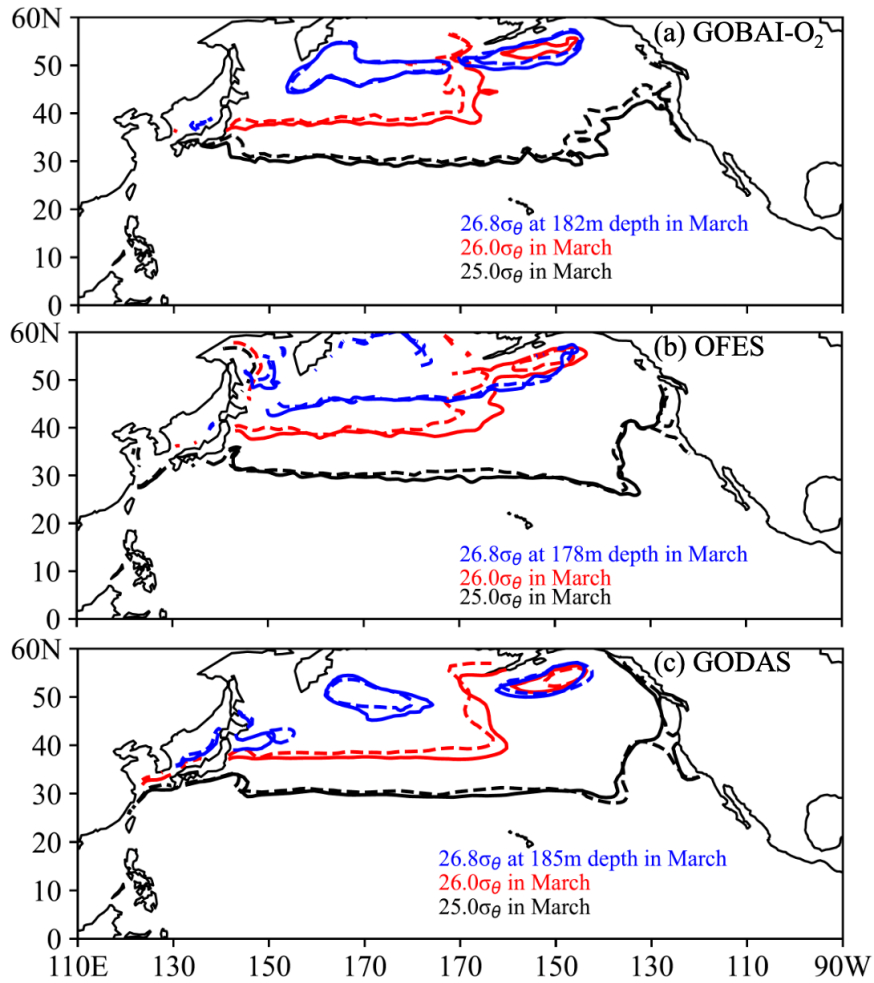 60N
(a) GOBAI-O₂
50
40
30
20
26.8σθ at 182m depth in March
26.0σθ in March
10
25.0σθ in March
0
60N
(b) OFES
50
40
30
20
26.8σθ at 178m depth in March
10
26.0σθ in March
25.0σθ in March
0
60N
(c) GODAS
50
40
30
20
26.8σθ at 185m depth in March
26.0σθ in March
10
25.0σθ in March
0
110E 130 150 170 170 150 130 110 90W